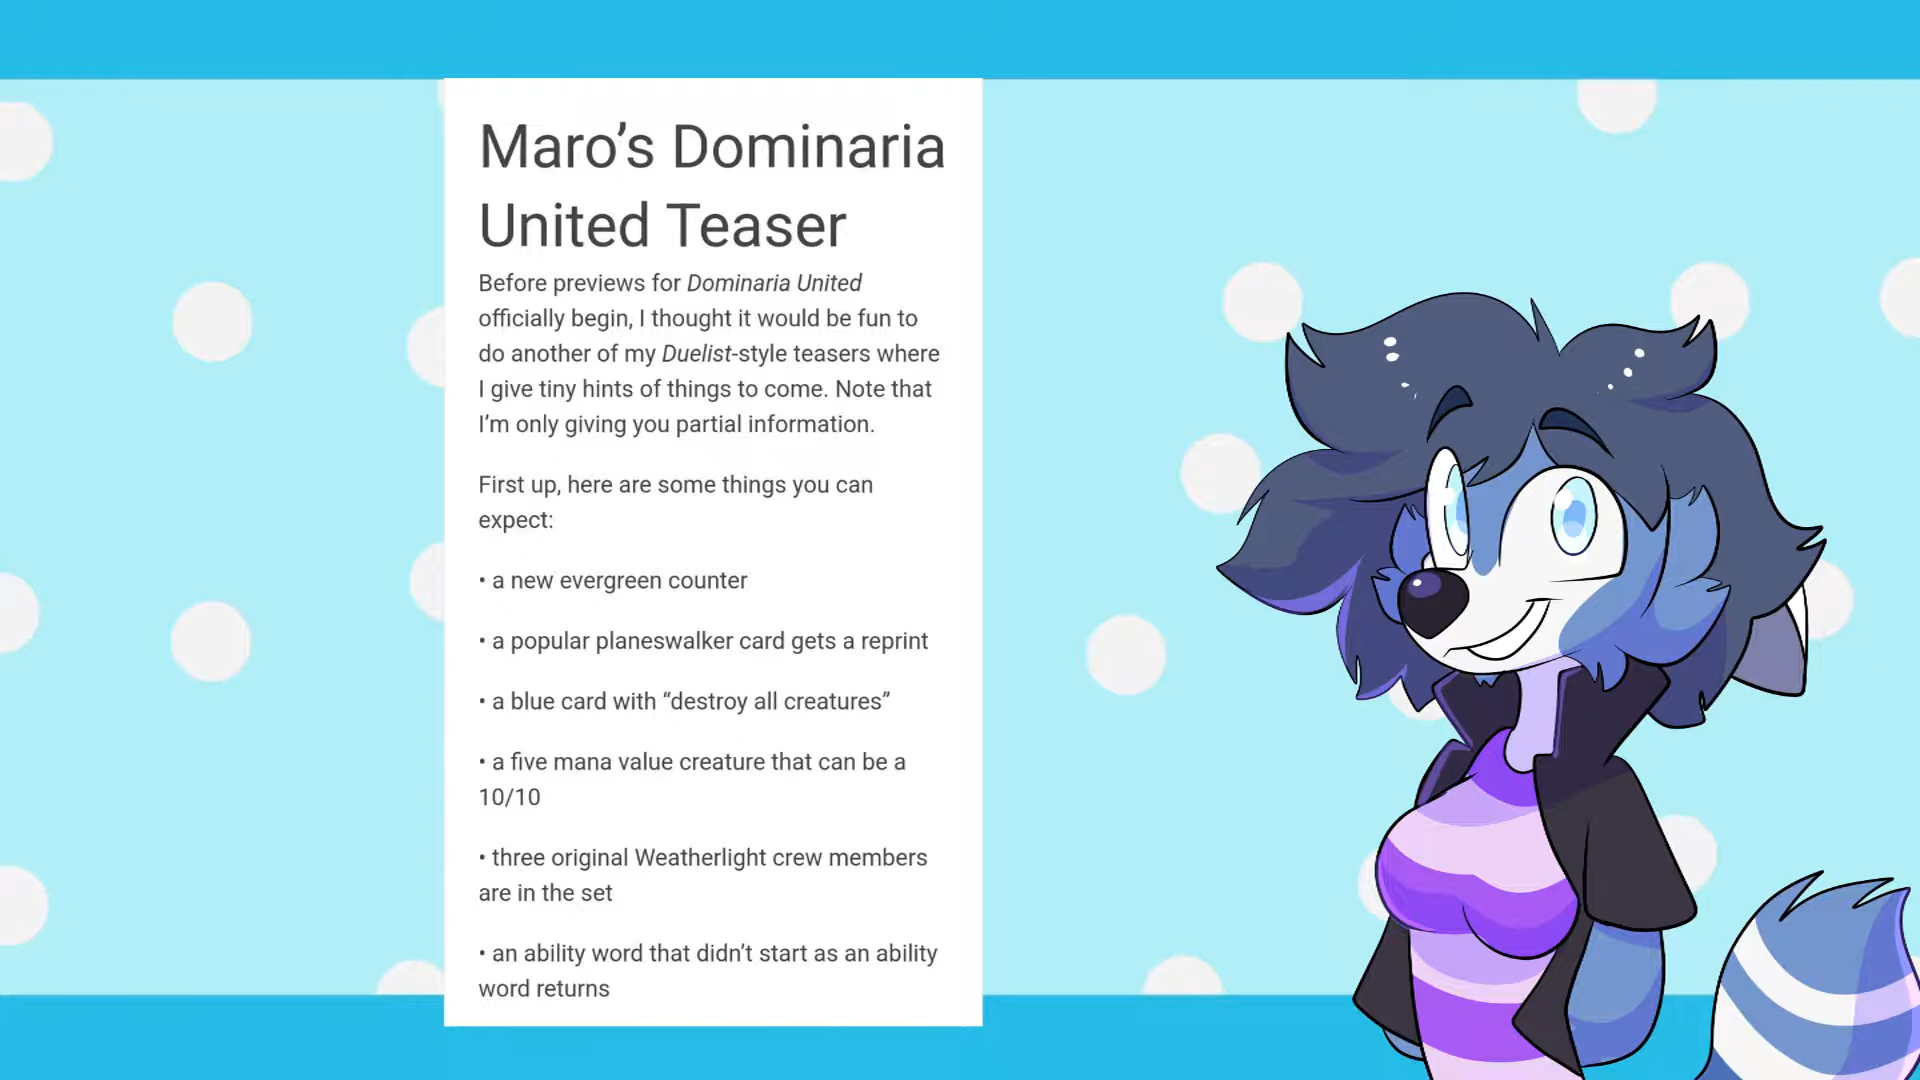 Maro’s Dominaria
United Teaser
Before previews for Dominaria United
officially begin, I thought it would be fun to
do another of my Duelist-style teasers where
I give tiny hints of things to come. Note that
I’m only giving you partial information.
First up, here are some things you can
expect:
• a new evergreen counter
• a popular planeswalker card gets a reprint
• a blue card with “destroy all creatures”
• a five mana value creature that can be a
10/10
• three original Weatherlight crew members
are in the set
• an ability word that didn’t start as an ability
word returns